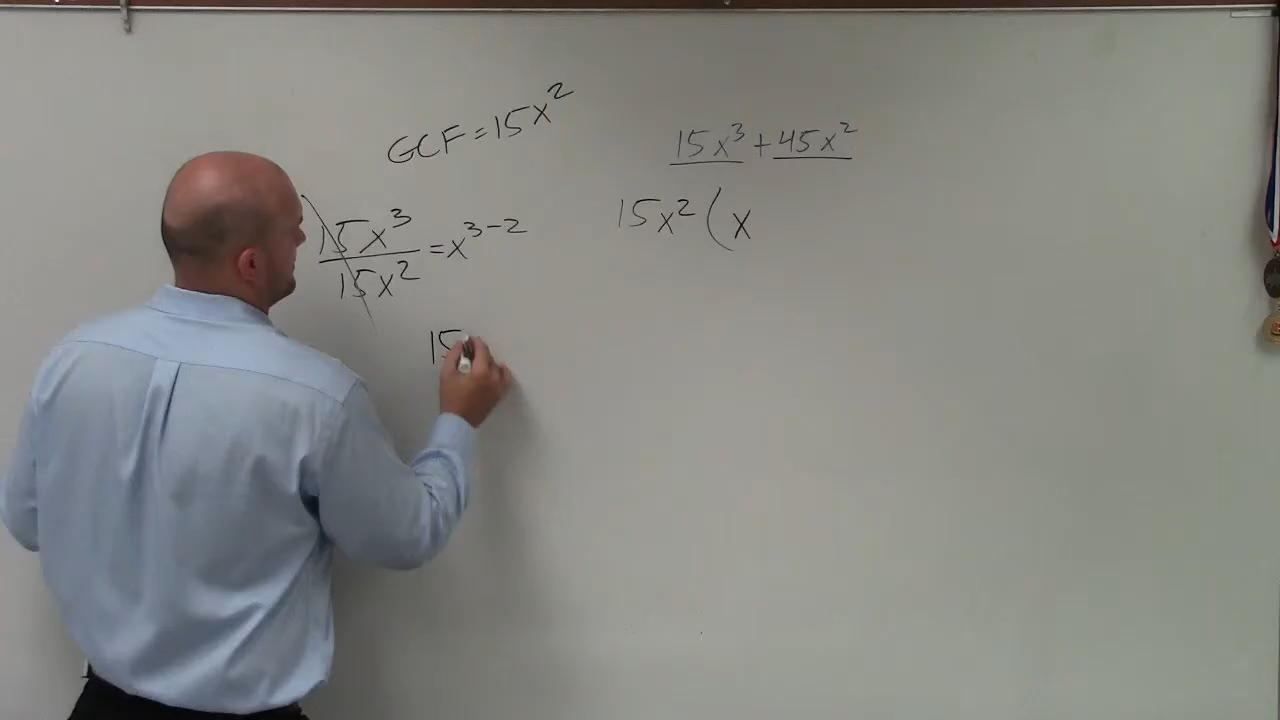 GCF = 15x²
15x³ + 45x²
15x² ( x
15x³ / 15x² = x³⁻²
15